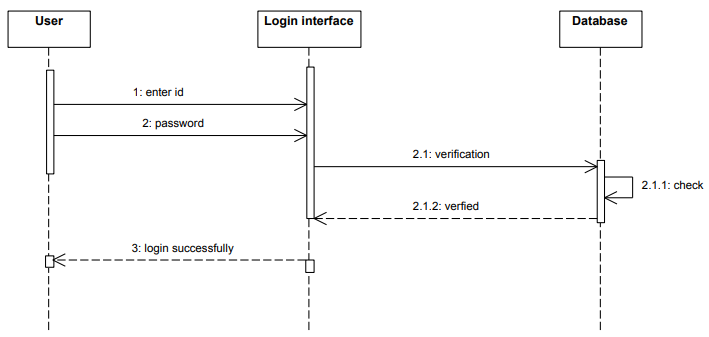 User
Login interface
Database
1: enter id
2: password
2.1: verification
2.1.1: check
2.1.2: verfied
3: login successfully